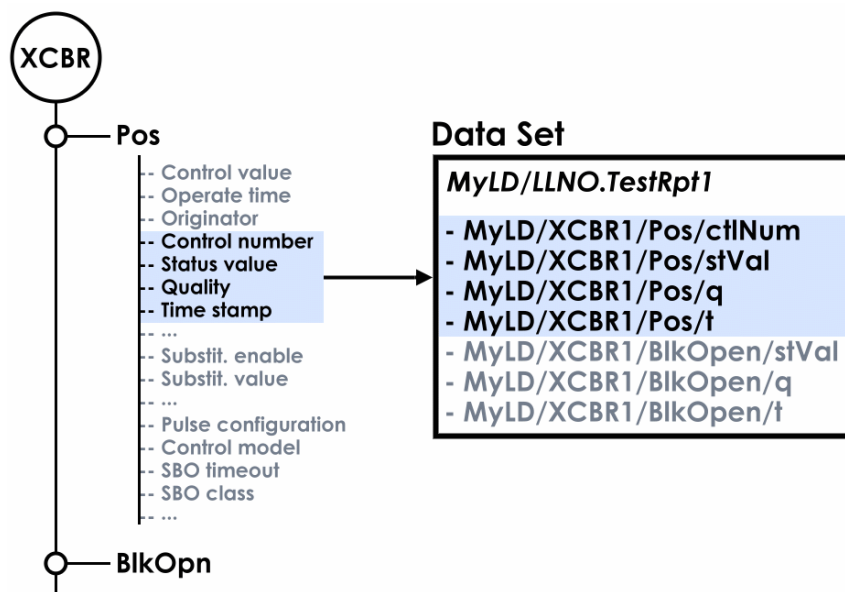 XCBR
Pos
-- Control value
-- Operate time
-- Originator
-- Control number
-- Status value
-- Quality
-- Time stamp
-- ...
-- Substit. enable
-- Substit. value
-- ...
-- Pulse configuration
-- Control model
-- SBO timeout
-- SBO class
-- ...
BlkOpn
Data Set
MyLD/LLNO.TestRpt1
- MyLD/XCBR1/Pos/ctlNum
- MyLD/XCBR1/Pos/stVal
- MyLD/XCBR1/Pos/q
- MyLD/XCBR1/Pos/t
- MyLD/XCBR1/BlkOpen/stVal
- MyLD/XCBR1/BlkOpen/q
- MyLD/XCBR1/BlkOpen/t